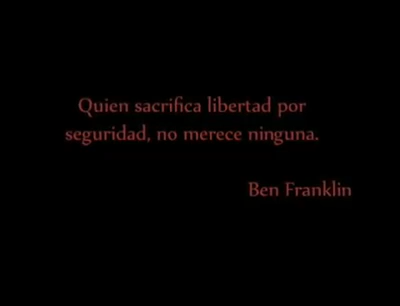 Quien sacrifica libertad por
seguridad, no merece ninguna.
Ben Franklin